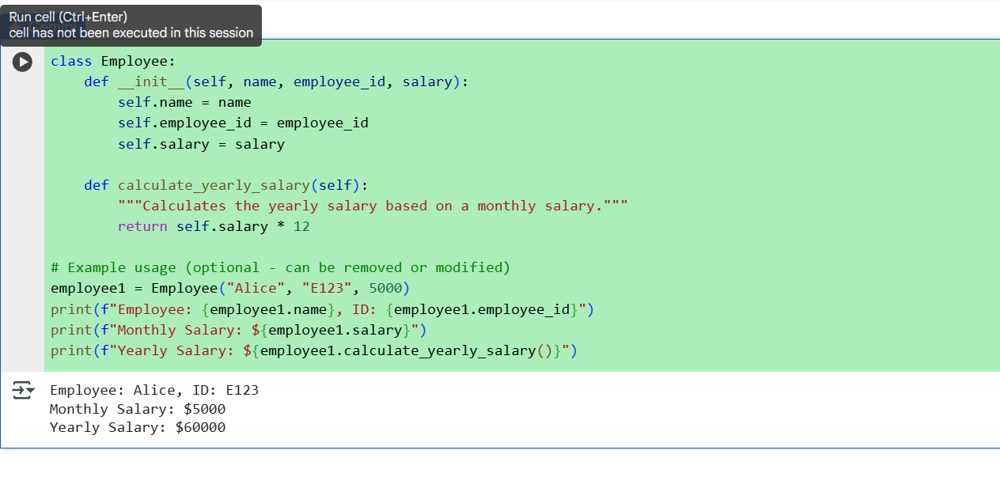 Run cell (Ctrl+Enter)
cell has not been executed in this session
class Employee:
    def __init__(self, name, employee_id, salary):
        self.name = name
        self.employee_id = employee_id
        self.salary = salary
    def calculate_yearly_salary(self):
        """Calculates the yearly salary based on a monthly salary."""
        return self.salary * 12
# Example usage (optional - can be removed or modified)
employee1 = Employee("Alice", "E123", 5000)
print(f"Employee: {employee1.name}, ID: {employee1.employee_id}")
print(f"Monthly Salary: ${employee1.salary}")
print(f"Yearly Salary: ${employee1.calculate_yearly_salary()}")
Employee: Alice, ID: E123
Monthly Salary: $5000
Yearly Salary: $60000